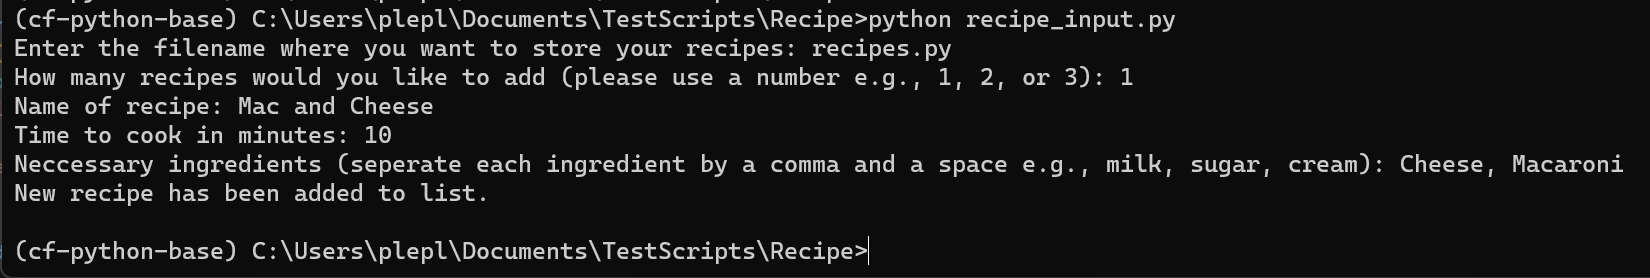 (cf-python-base) C:\Users\plepl\Documents\TestScripts\Recipe>python recipe_input.py
Enter the filename where you want to store your recipes: recipes.py
How many recipes would you like to add (please use a number e.g., 1, 2, or 3): 1
Name of recipe: Mac and Cheese
Time to cook in minutes: 10
Neccessary ingredients (seperate each ingredient by a comma and a space e.g., milk, sugar, cream): Cheese, Macaroni
New recipe has been added to list.
(cf-python-base) C:\Users\plepl\Documents\TestScripts\Recipe>